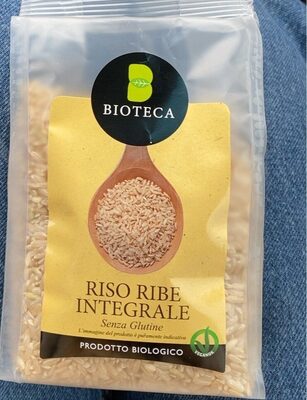 BIOTECA
RISO RIBE
INTEGRALE
Senza Glutine
L'immagine del prodotto è puramente indicativa
PRODOTTO BIOLOGICO
VEGANOK